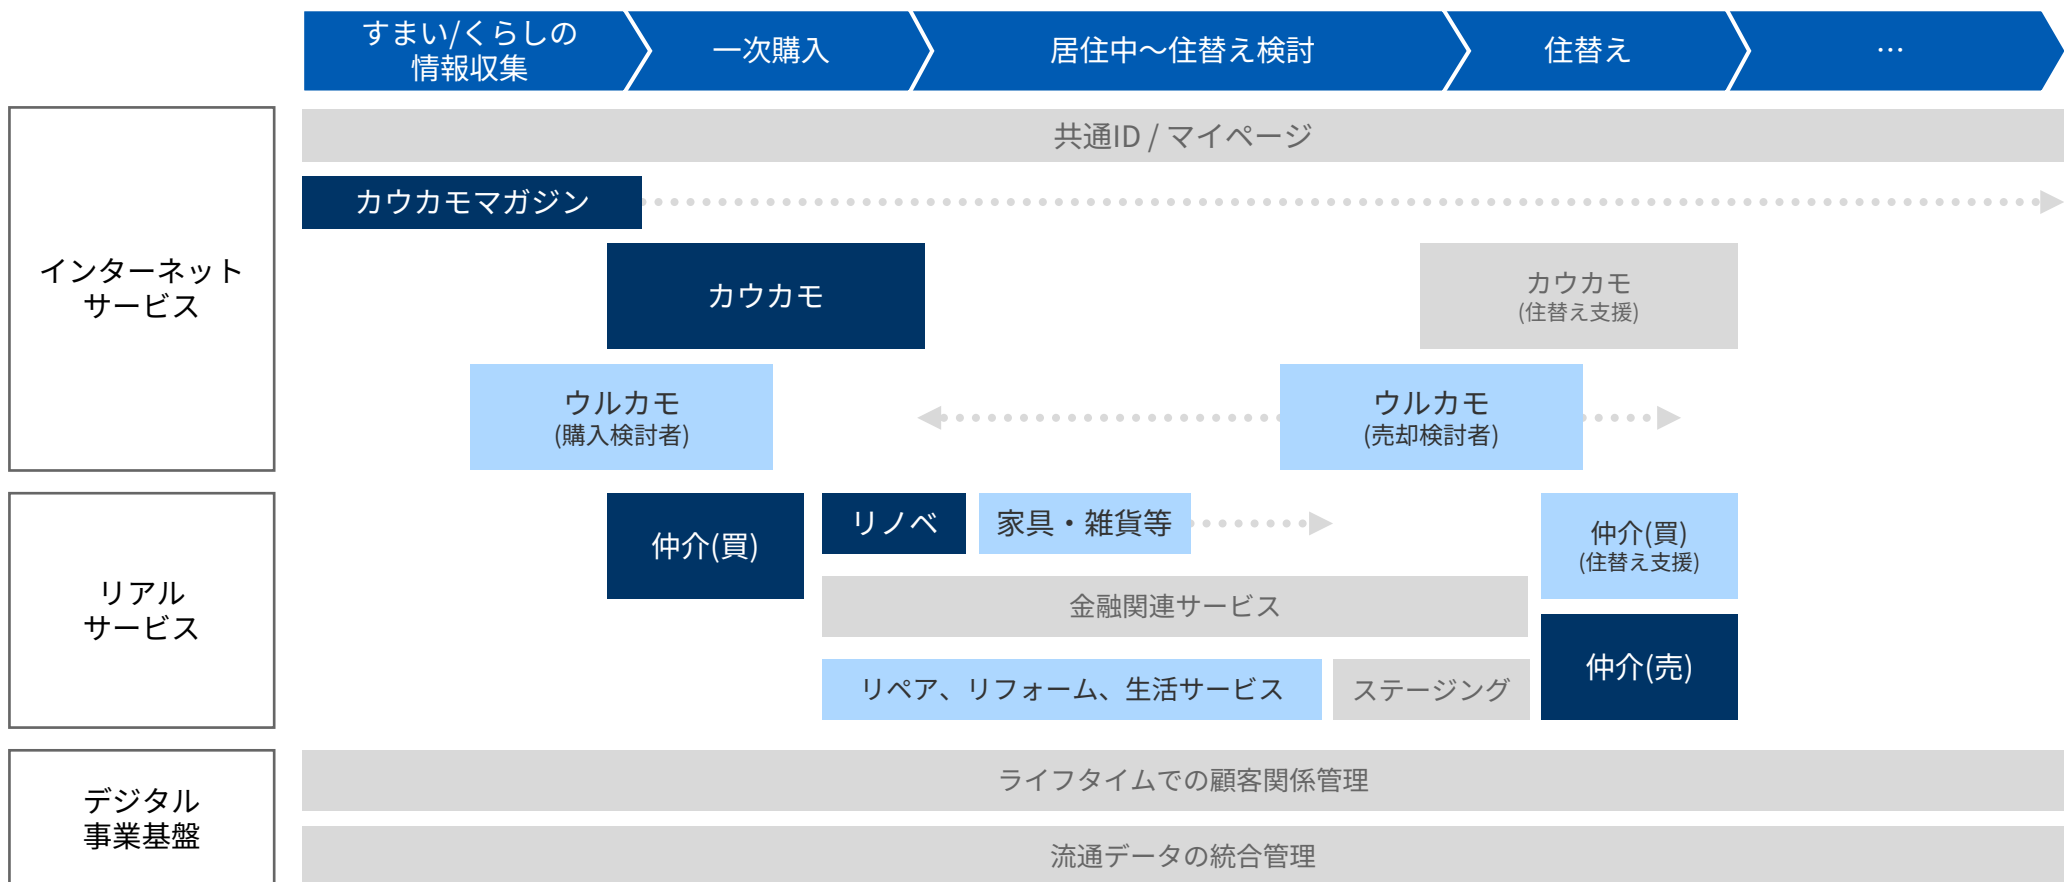 すまい/くらしの
情報収集
一次購入
居住中～住替え検討
住替え
…
インターネット
サービス
共通ID / マイページ
カウカモマガジン
カウカモ
カウカモ
(住替え支援)
ウルカモ
(購入検討者)
ウルカモ
(売却検討者)
リアル
サービス
仲介(買)
リノベ
家具・雑貨等
仲介(買)
(住替え支援)
金融関連サービス
仲介(売)
リペア、リフォーム、生活サービス
ステージング
デジタル
事業基盤
ライフタイムでの顧客関係管理
流通データの統合管理